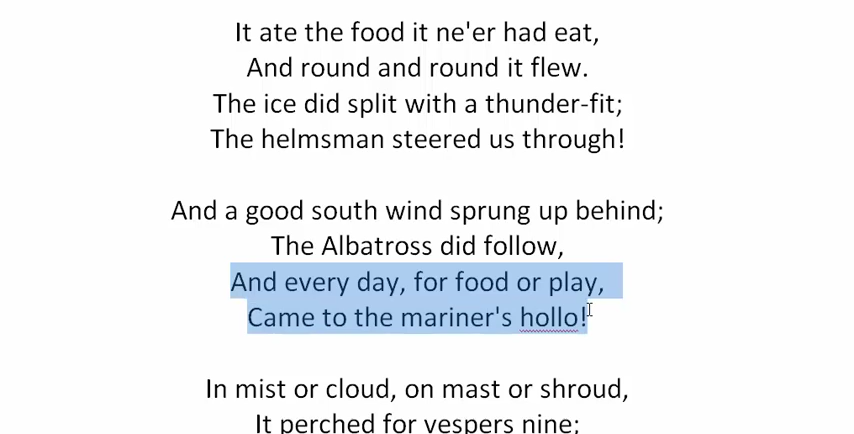 It ate the food it ne'er had eat,
And round and round it flew.
The ice did split with a thunder-fit;
The helmsman steered us through!
And a good south wind sprung up behind;
The Albatross did follow,
And every day, for food or play,
Came to the mariner's hollo!
In mist or cloud, on mast or shroud,
It perched for vespers nine;